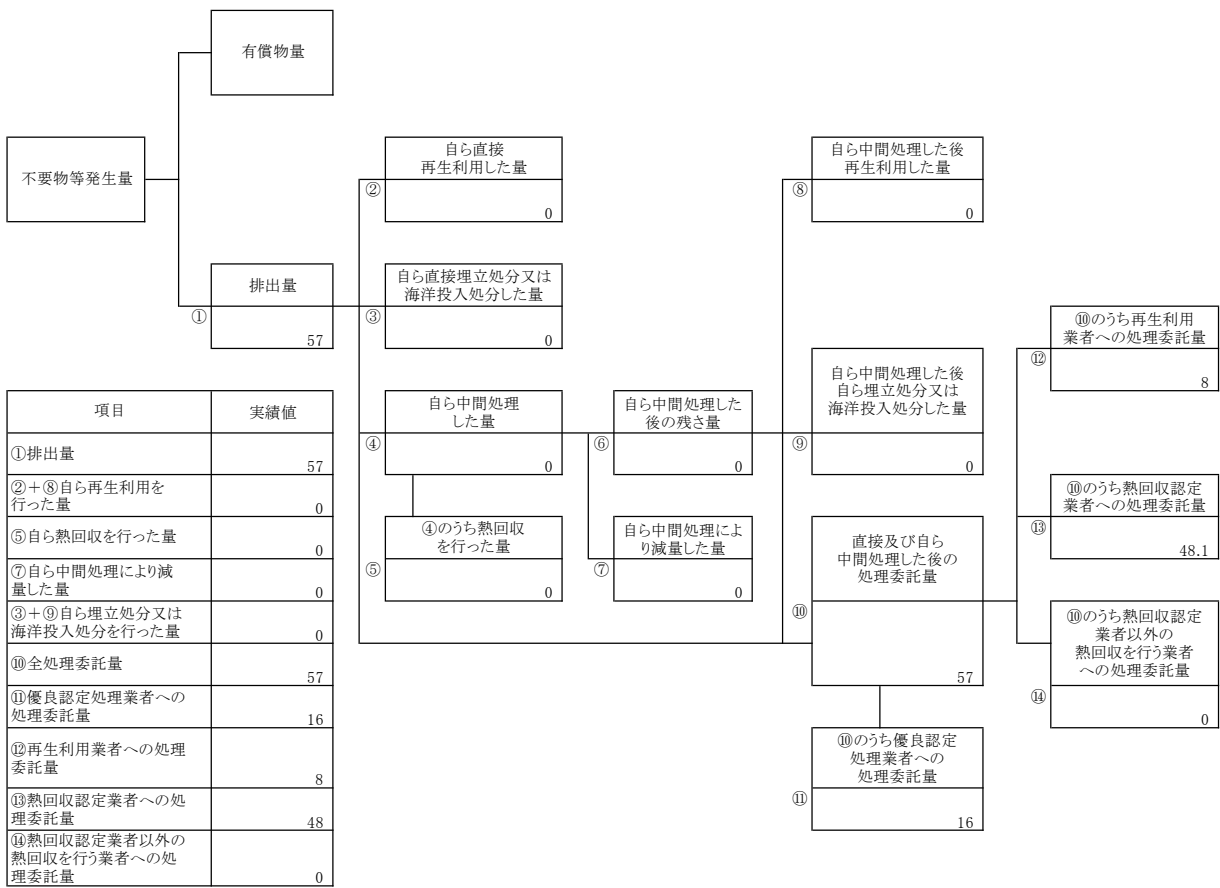 有償物量
不要物等発生量
自ら直接
再生利用した量
②
0
自ら中間処理した後
再生利用した量
⑧
0
排出量
①
57
自ら直接埋立処分又は
海洋投入処分した量
③
0
⑩のうち再生利用
業者への処理委託量
⑫
8
自ら中間処理
した量
④
0
自ら中間処理した
後の残さ量
⑥
0
自ら中間処理した後
自ら埋立処分又は
海洋投入処分した量
⑨
0
⑩のうち熱回収認定
業者への処理委託量
⑬
48.1
④のうち熱回収
を行った量
⑤
0
自ら中間処理によ
り減量した量
⑦
0
直接及び自ら
中間処理した後の
処理委託量
⑩
57
⑩のうち熱回収認定
業者以外の
熱回収を行う業者
への処理委託量
⑭
0
⑩のうち優良認定
処理業者への
処理委託量
⑪
16
項目 実績値
①排出量 57
②+⑧自ら再生利用を
行った量 0
⑤自ら熱回収を行った量 0
⑦自ら中間処理により減
量した量 0
③+⑨自ら埋立処分又は
海洋投入処分を行った量 0
⑩全処理委託量 57
⑪優良認定処理業者への
処理委託量 16
⑫再生利用業者への処理
委託量 8
⑬熱回収認定業者への処
理委託量 48
⑭熱回収認定業者以外の
熱回収を行う業者への処
理委託量 0